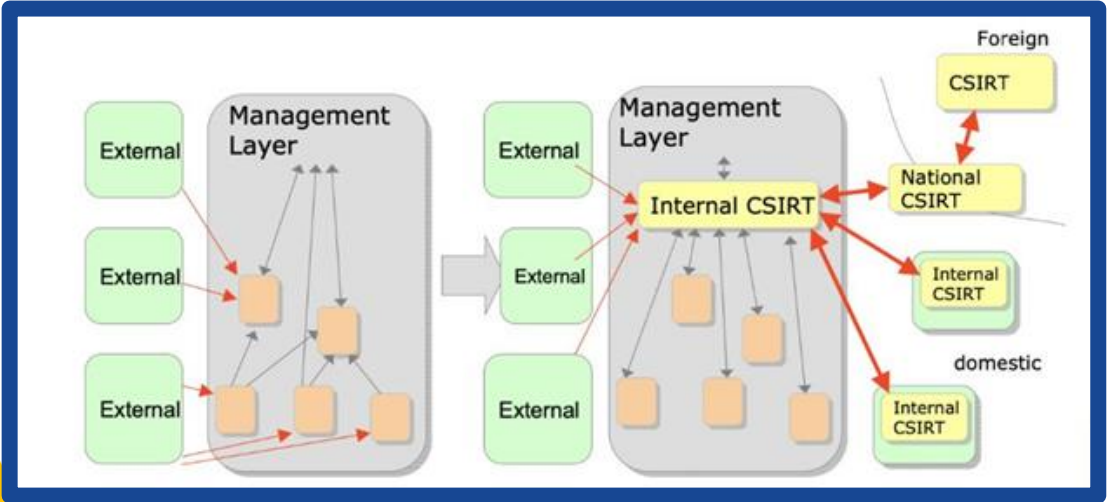 Management
Layer
External
External
External
Management
Layer
External
External
External
Internal CSIRT
Foreign
CSIRT
National
CSIRT
Internal
CSIRT
domestic
Internal
CSIRT